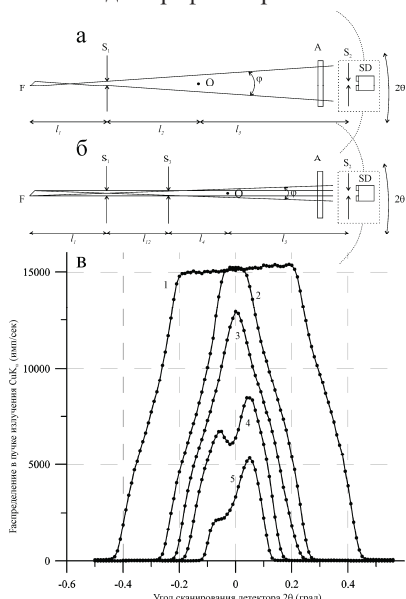 а
S₁
S₂
A
SD
F
O
φ
2θ
l₁
l₂
l₃
б
S₁
S₃
S₂
A
SD
F
O
φ
2θ
l₁
l₁₂
l₄
l₃
в
15000
10000
5000
0
1
2
3
4
5
Распределение в пучке излучения CuKₐ (имп/сек)
-0.6
-0.4
-0.2
0
0.2
0.4
Угол сканирования детектора 2θ (град)